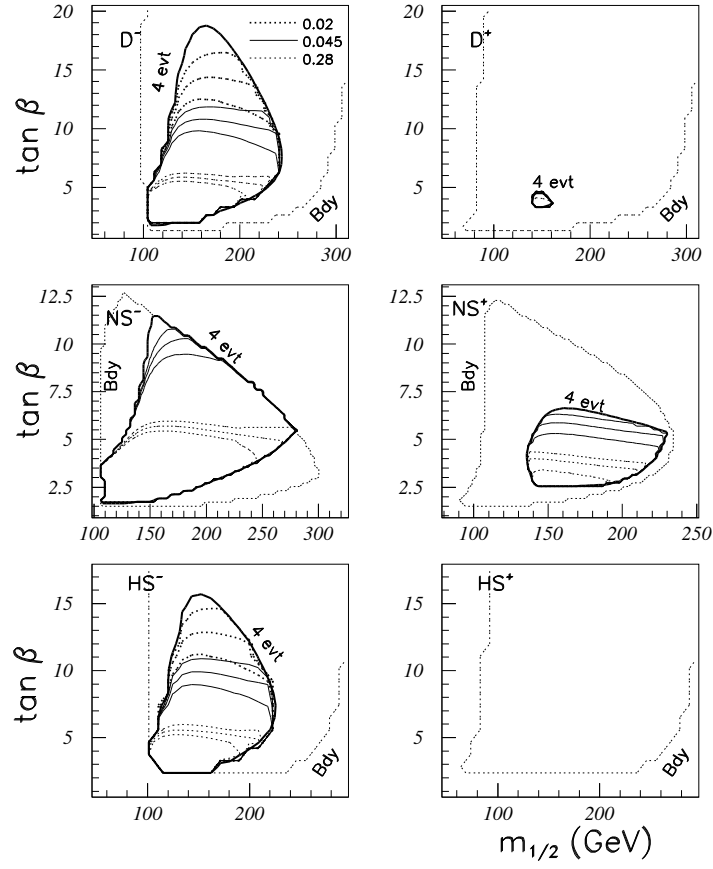 20
15
10
5
tan β
D⁻
4 evt
0.02
0.045
0.28
Bdy
100 200 300
20
15
10
5
D⁺
4 evt
Bdy
100 200 300
12.5
10
7.5
5
2.5
tan β
NS⁻
Bdy
4 evt
100 150 200 250 300
12.5
10
7.5
5
2.5
NS⁺
Bdy
4 evt
100 150 200 250
15
10
5
tan β
HS⁻
4 evt
Bdy
100 200
15
10
5
HS⁺
Bdy
100 200
m₁/₂ (GeV)